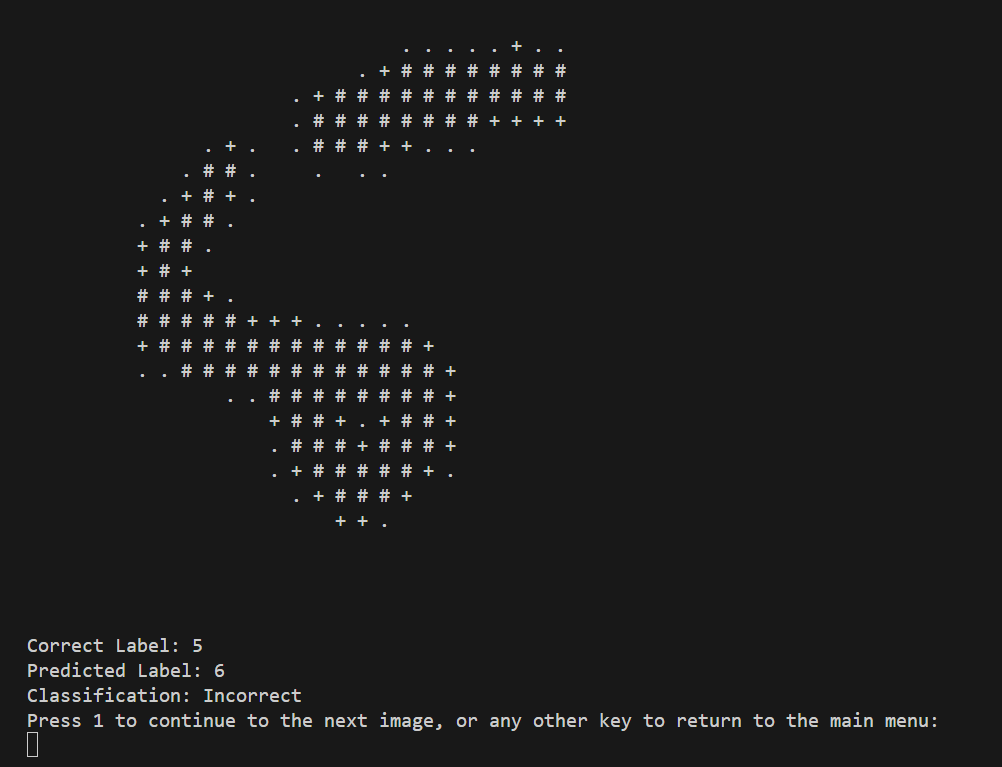 . . . . . + . .
. + # # # # # # # #
. + # # # # # # # # # # #
. # # # # # # # # + + + +
. + . . # # # + + . . .
. # # . . . .
. + # + .
. + # # .
+ # # .
+ # +
# # # + .
# # # # # + + + . . . . .
+ # # # # # # # # # # # # +
. . # # # # # # # # # # # # +
. . # # # # # # # # +
+ # # + . + # # +
. # # # + # # # +
. + # # # # # + .
. + # # # +
+ + .
Correct Label: 5
Predicted Label: 6
Classification: Incorrect
Press 1 to continue to the next image, or any other key to return to the main menu: